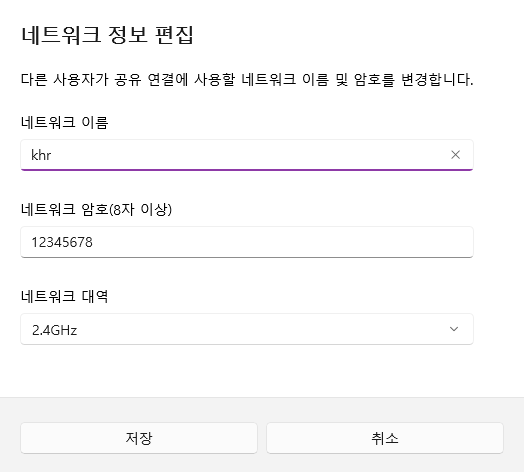 네트워크 정보 편집
다른 사용자가 공유 연결에 사용할 네트워크 이름 및 암호를 변경합니다.
네트워크 이름
khr
네트워크 암호(8자 이상)
12345678
네트워크 대역
2.4GHz
저장 취소